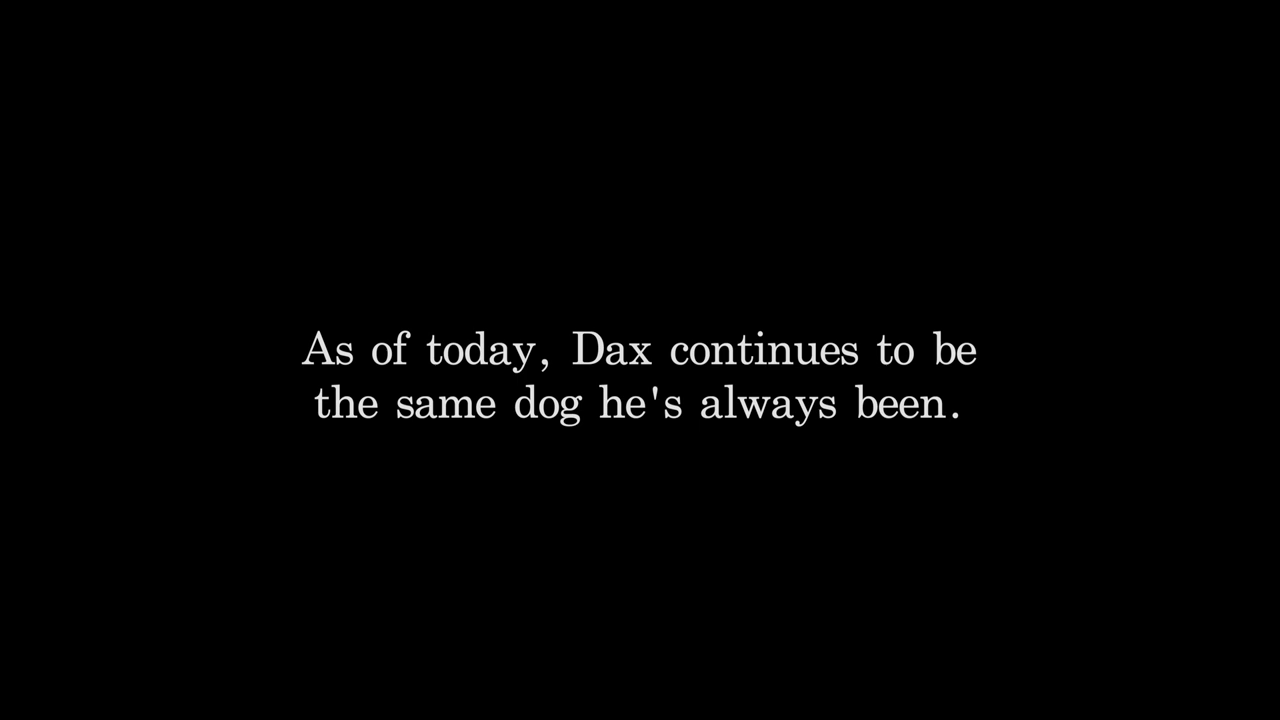 As of today, Dax continues to be
the same dog he's always been.